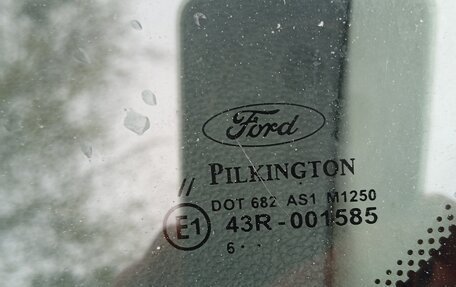 Ford
PILKINGTON
//
DOT 682 AS1 M1250
E1 43R-001585
6··